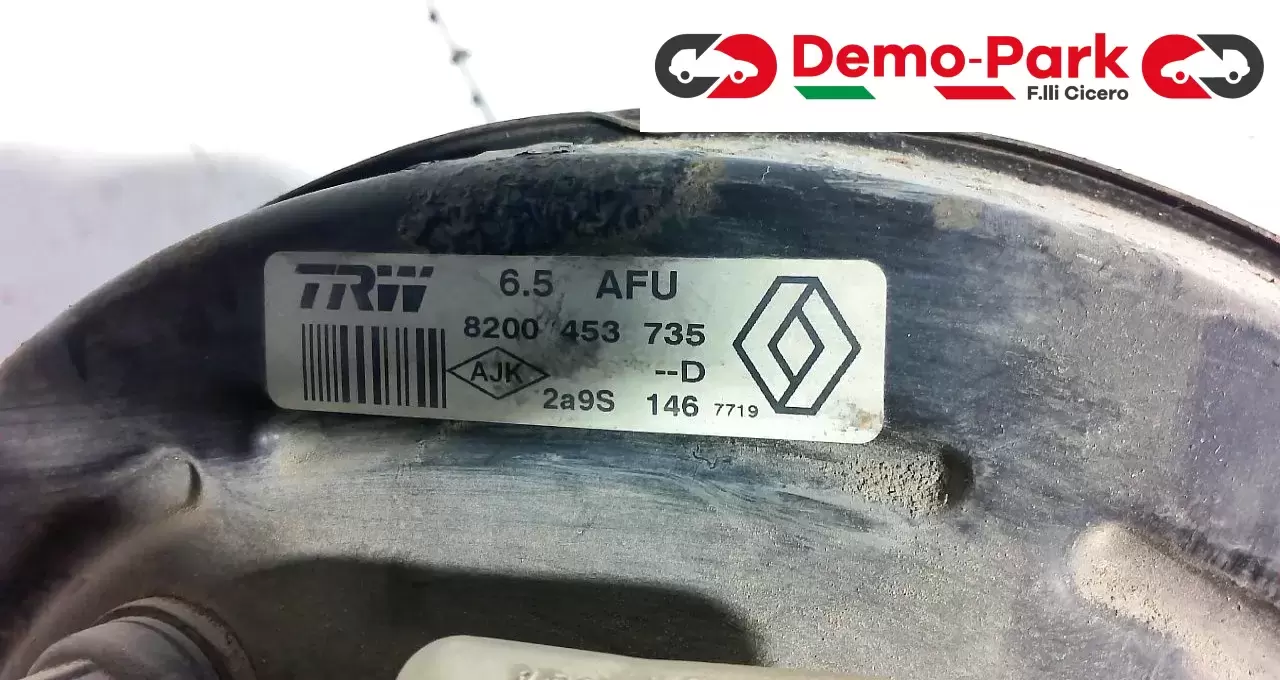 Demo-Park
F.lli Cicero
TRW 6.5 AFU
8200 453 735
AJK --D
2a9S 146 7719